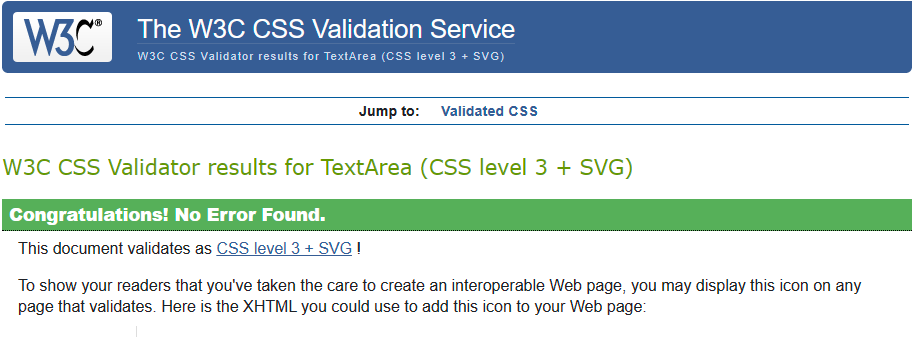 W3C®
The W3C CSS Validation Service
W3C CSS Validator results for TextArea (CSS level 3 + SVG)
Jump to: Validated CSS
W3C CSS Validator results for TextArea (CSS level 3 + SVG)
Congratulations! No Error Found.
This document validates as CSS level 3 + SVG !
To show your readers that you've taken the care to create an interoperable Web page, you may display this icon on any
page that validates. Here is the XHTML you could use to add this icon to your Web page: